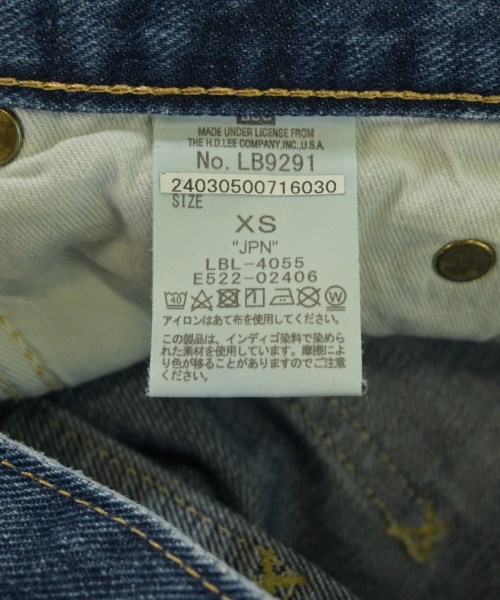 MADE UNDER LICENSE FROM
THE H.D.LEE COMPANY,INC.,U.S.A.
No. LB9291
24030500716030
SIZE
XS
"JPN"
LBL-4055
E522-02406
40
W
アイロンはあて布を使用してください。
この製品は、インディゴ染料で染めら
れた素材を使用しています。摩擦によ
り色が移ることがありますのでご注意
ください。